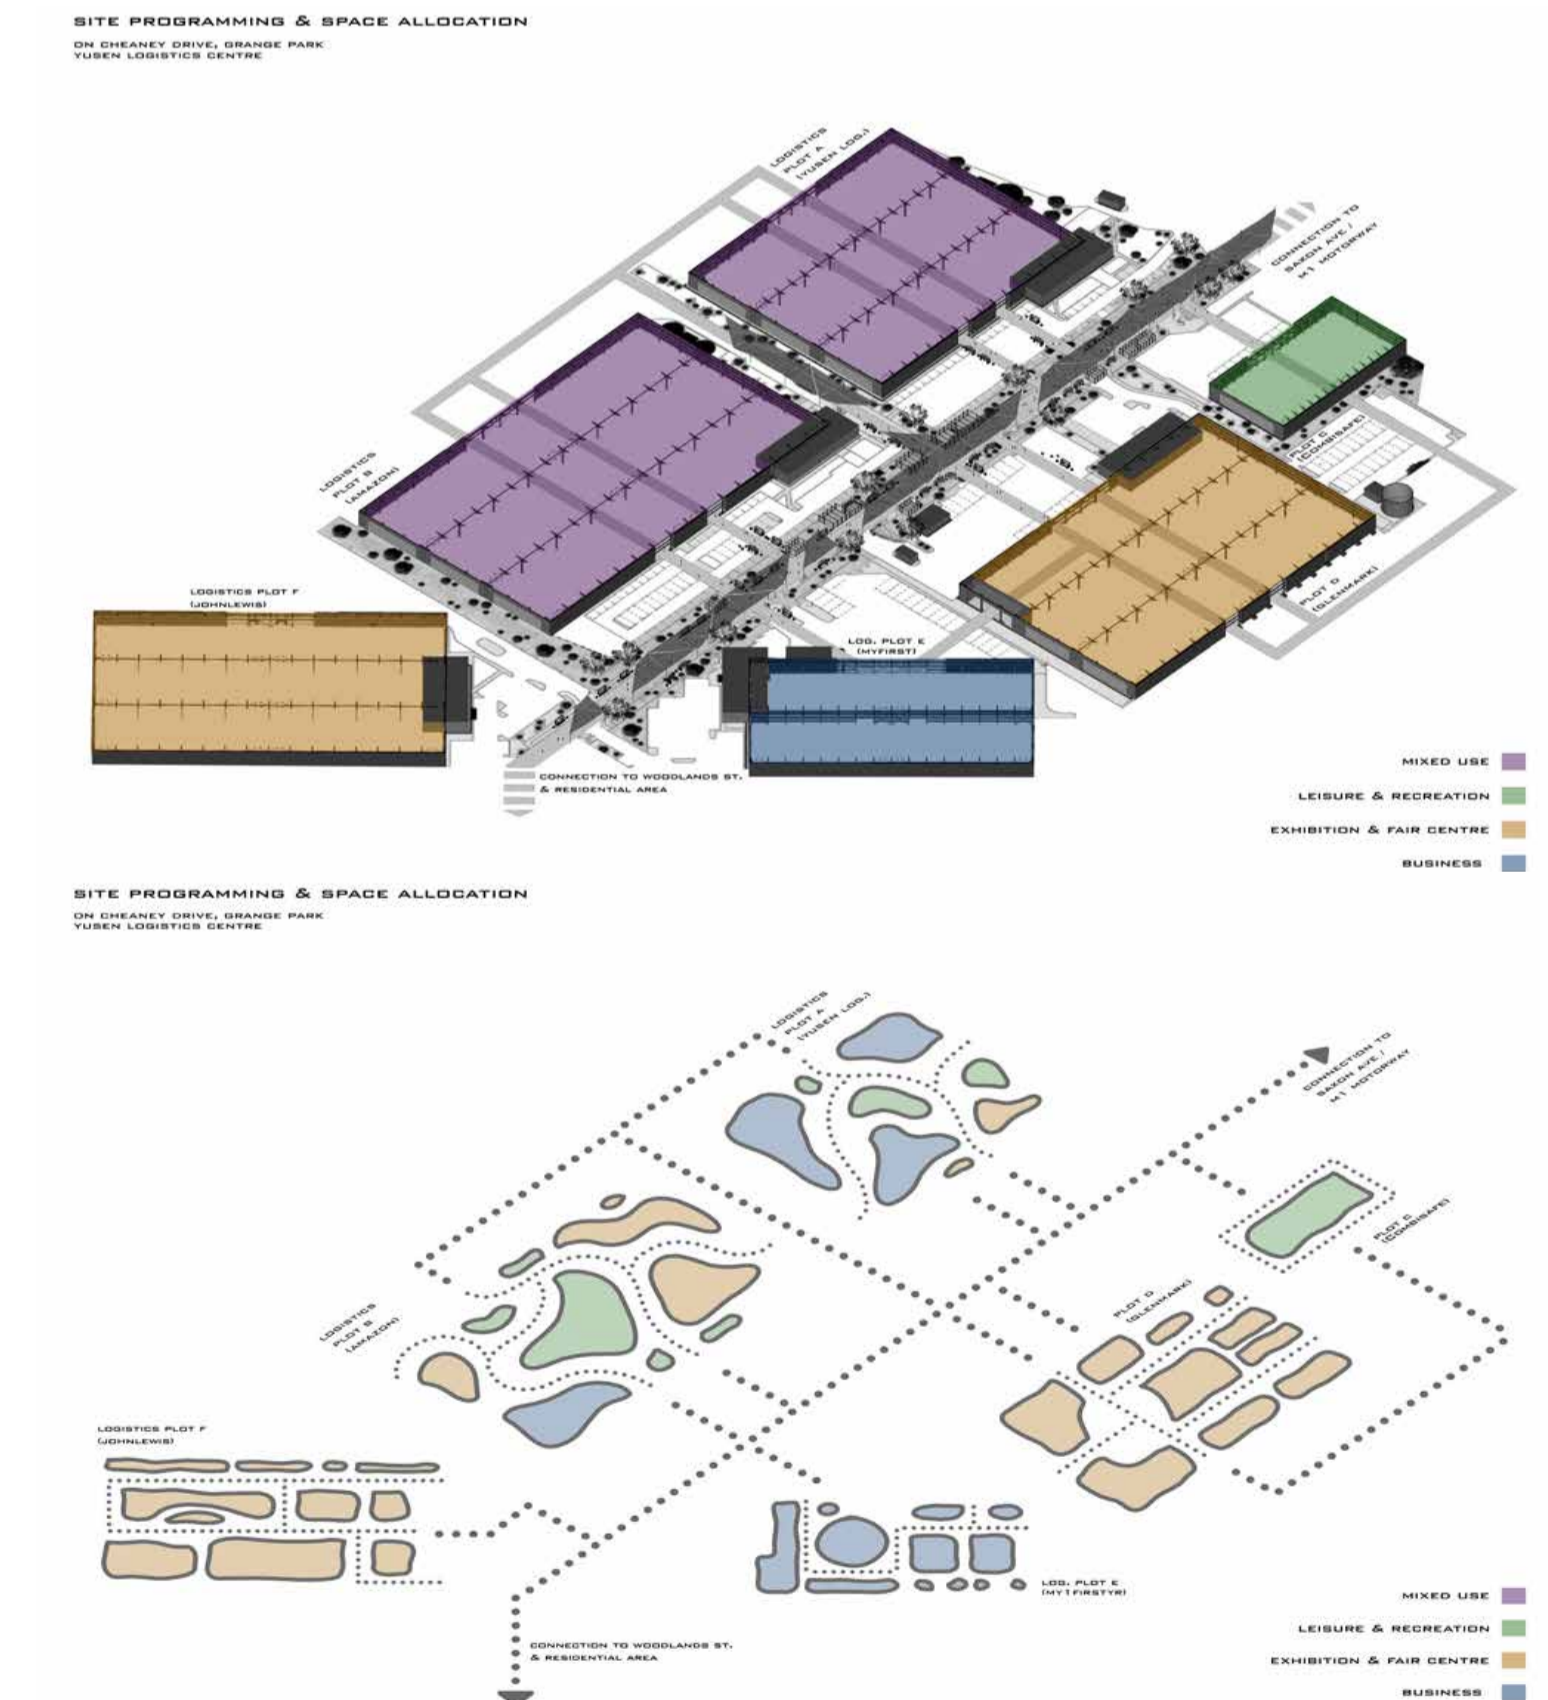 SITE PROGRAMMING & SPACE ALLOCATION
ON CHEANEY DRIVE, GRANGE PARK
YUSEN LOGISTICS CENTRE
LOGISTICS
PLOT A
(YUSEN LOG.)
CONNECTION TO
SAXON AVE /
M1 MOTORWAY
LOGISTICS
PLOT B
(AMAZON)
PLOT C
(COMBISAFE)
PLOT D
(GLENMARK)
LOGISTICS PLOT F
(JOHNLEWIS)
LOG. PLOT E
(MYFIRST)
CONNECTION TO WOODLANDS ST.
& RESIDENTIAL AREA
MIXED USE
LEISURE & RECREATION
EXHIBITION & FAIR CENTRE
BUSINESS
SITE PROGRAMMING & SPACE ALLOCATION
ON CHEANEY DRIVE, GRANGE PARK
YUSEN LOGISTICS CENTRE
LOGISTICS
PLOT A
(YUSEN LOG.)
CONNECTION TO
SAXON AVE /
M1 MOTORWAY
PLOT C
(COMBISAFE)
PLOT D
(GLENMARK)
LOGISTICS
PLOT B
(AMAZON)
LOGISTICS PLOT F
(JOHNLEWIS)
LOG. PLOT E
CONNECTION TO WOODLANDS ST.
& RESIDENTIAL AREA
MIXED USE
LEISURE & RECREATION
EXHIBITION & FAIR CENTRE
BUSINESS